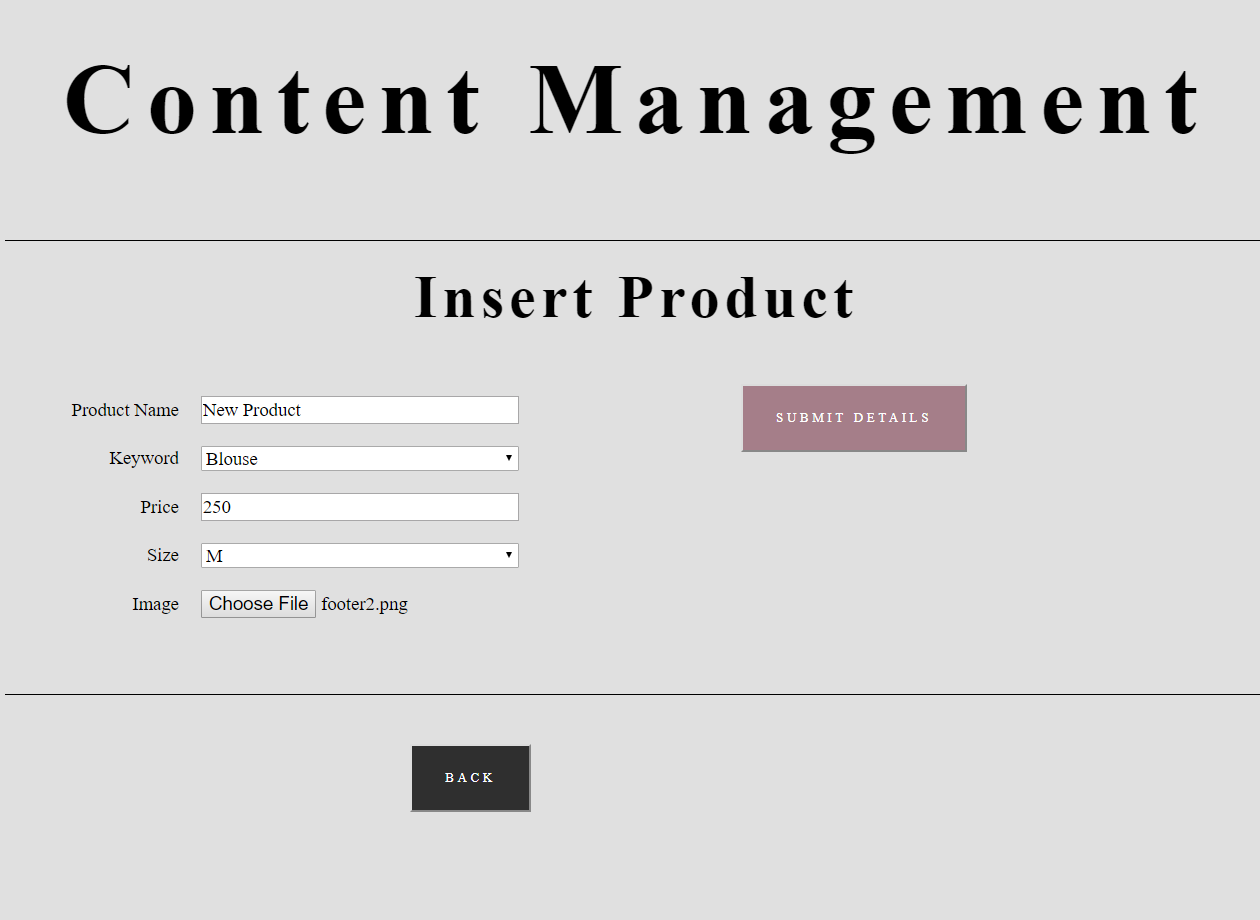 Content Management
Insert Product
Product Name New Product
SUBMIT DETAILS
Keyword Blouse
Price 250
Size M
Image Choose File footer2.png
BACK